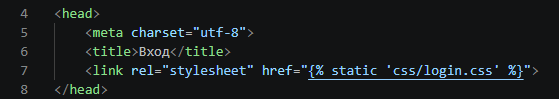 4 <head>
5 <meta charset="utf-8">
6 <title>Вход</title>
7 <link rel="stylesheet" href="{% static 'css/login.css' %}">
8 </head>